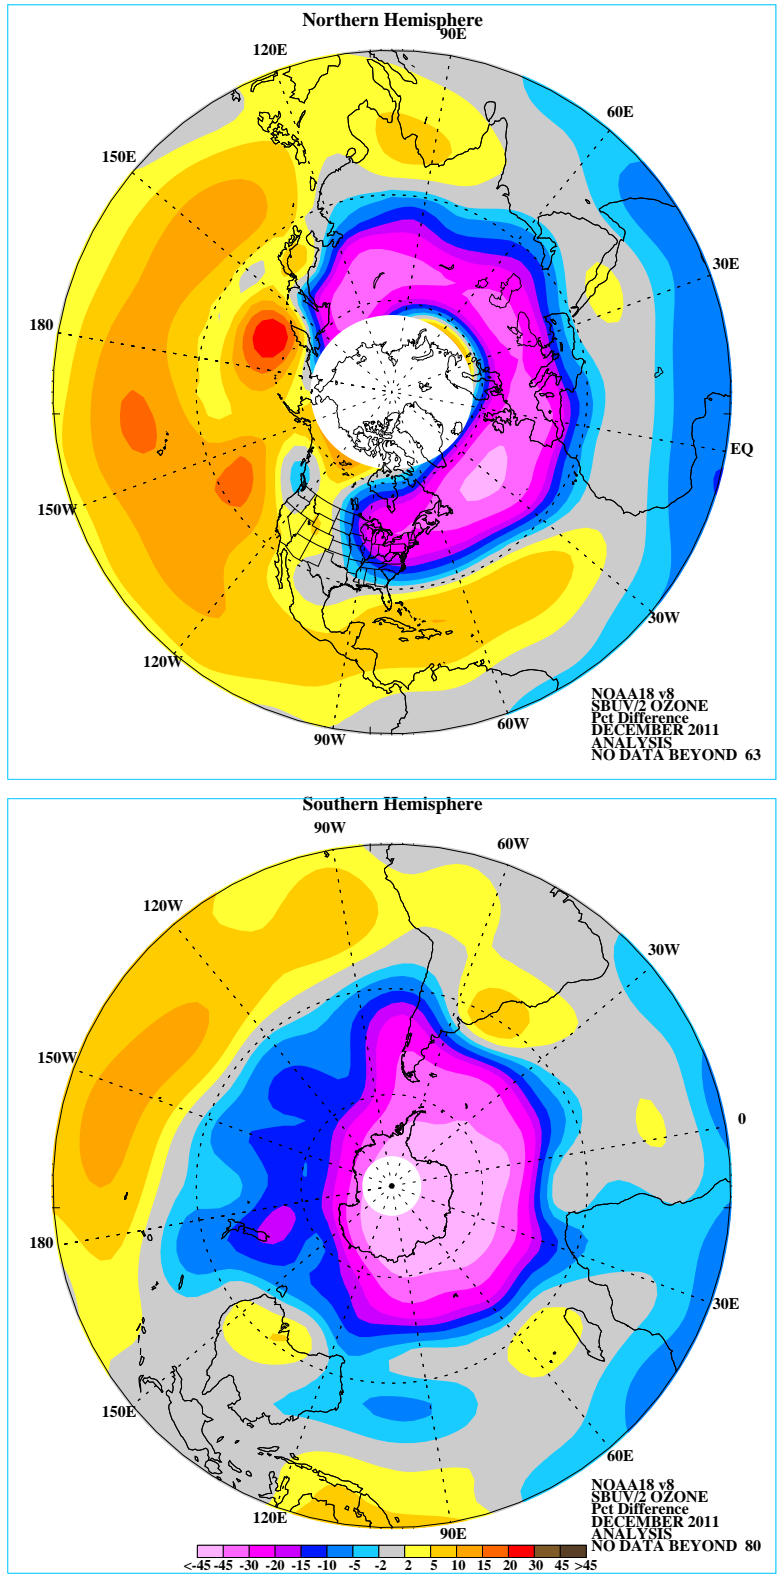 Northern Hemisphere
90E
120E
60E
150E
30E
180
EQ
150W
30W
120W
60W
90W
NOAA18 v8
SBUV/2 OZONE
Pct Difference
DECEMBER 2011
ANALYSIS
NO DATA BEYOND 63
Southern Hemisphere
90W
60W
120W
30W
150W
0
180
30E
150E
60E
120E
90E
NOAA18 v8
SBUV/2 OZONE
Pct Difference
DECEMBER 2011
ANALYSIS
NO DATA BEYOND 80
<-45 -45 -30 -20 -15 -10 -5 -2 2 5 10 15 20 30 45 >45